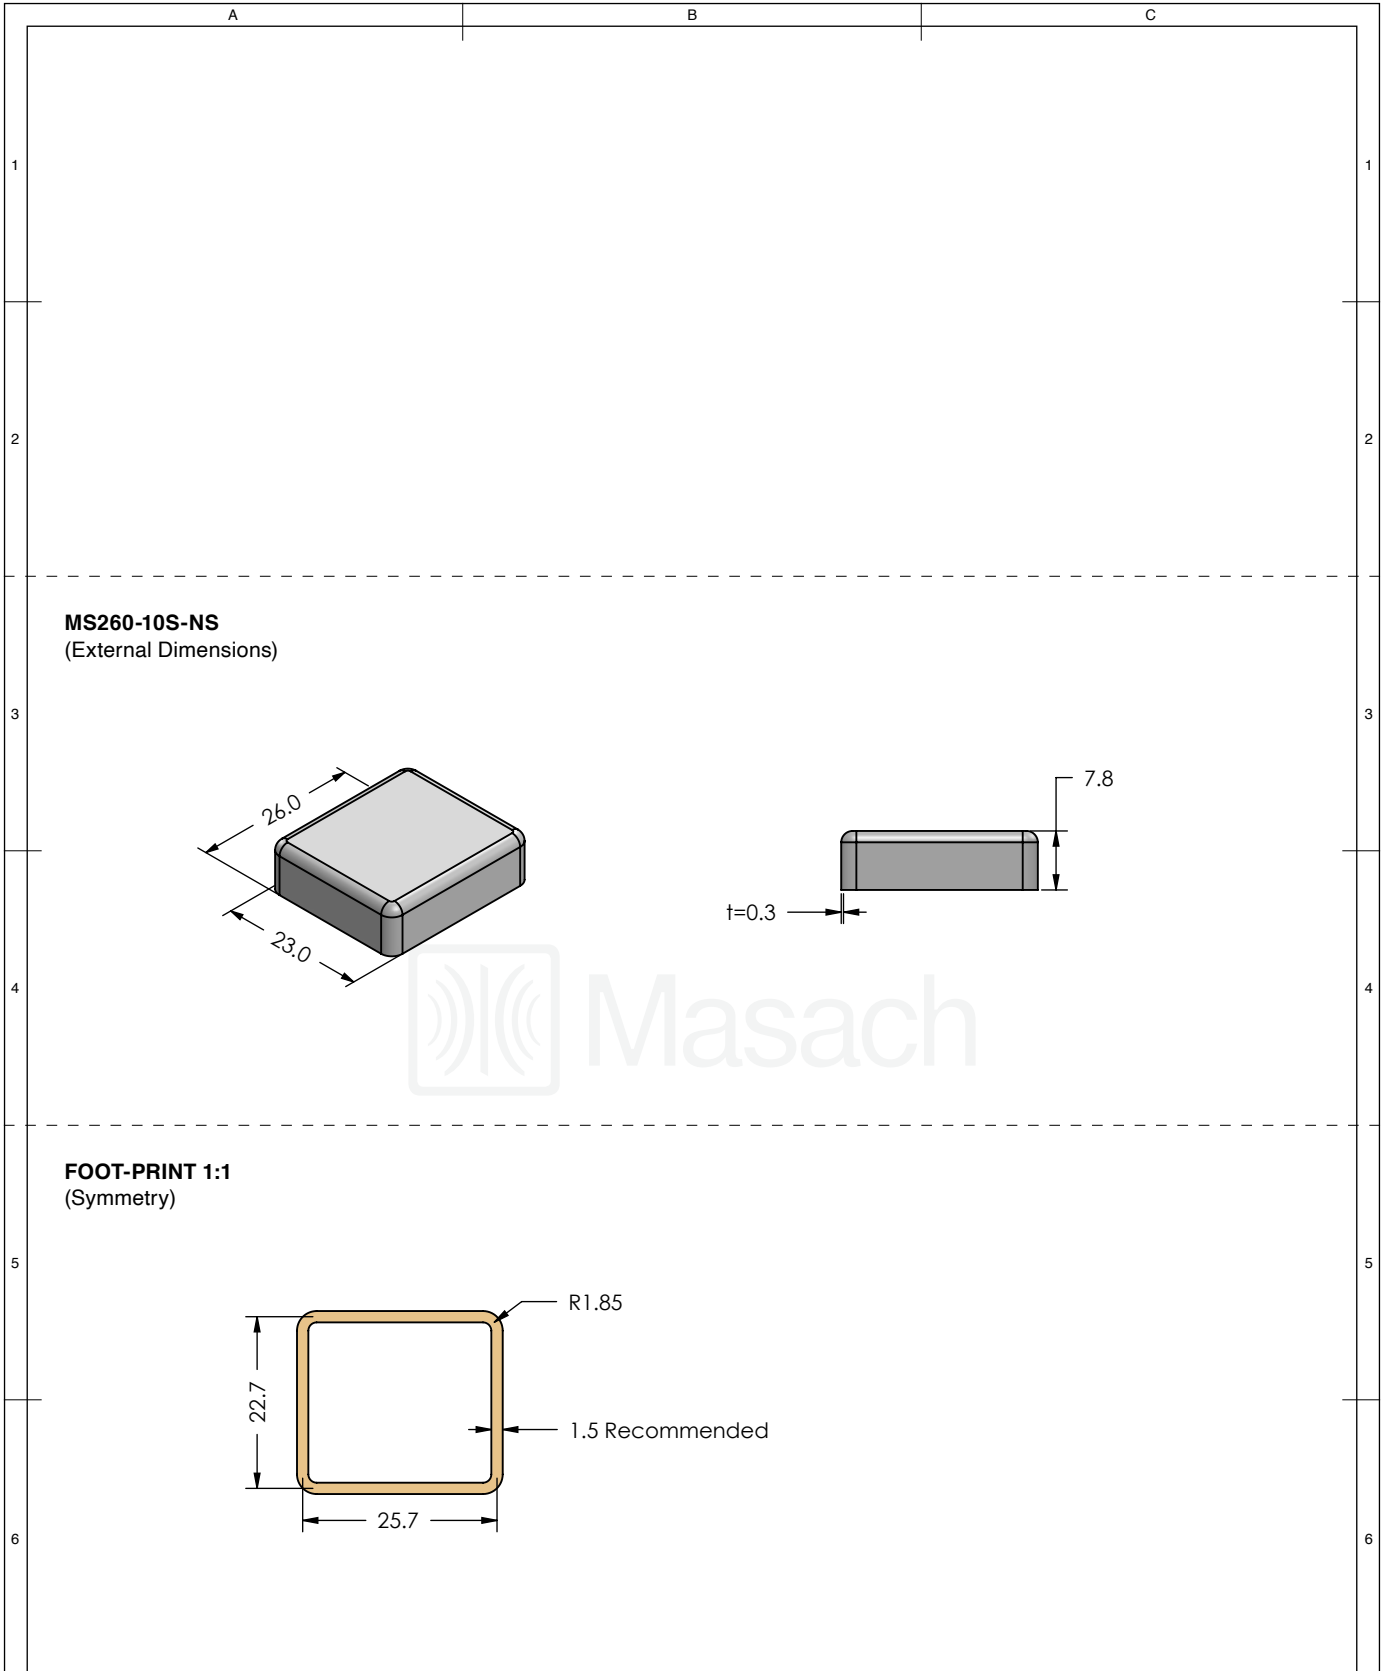 A B C
1 1
2 2
MS260-10S-NS
(External Dimensions)
3 3
26.0
7.8
t=0.3
23.0
Masach
4 4
FOOT-PRINT 1:1
(Symmetry)
5 5
R1.85
22.7
1.5 Recommended
25.7
6 6